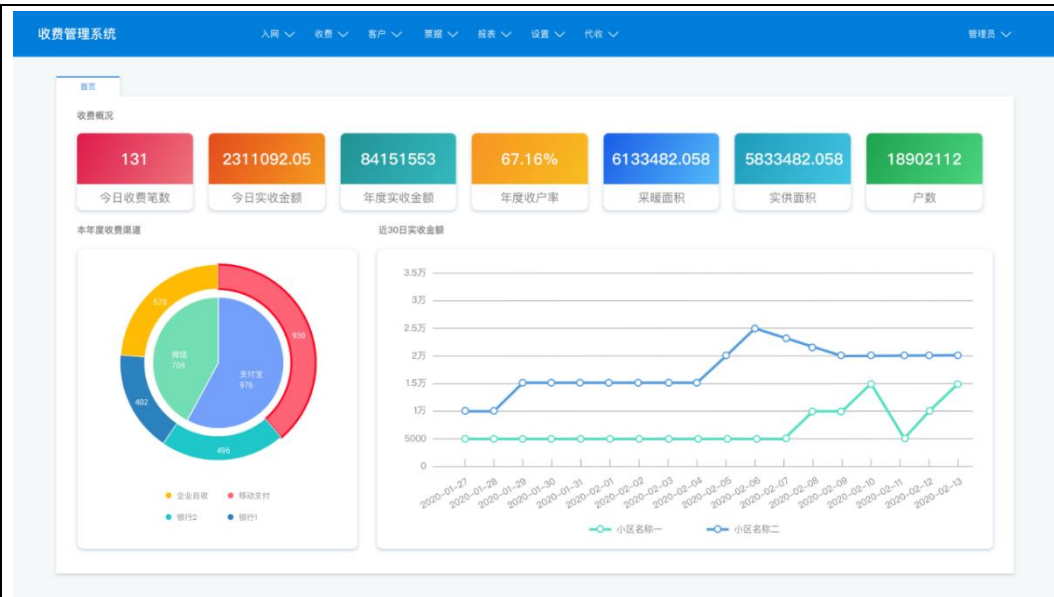 收费管理系统 入网 收费 客户 票据 报表 设置 代收 管理员
首页
收费概况
131 2311092.05 84151553 67.16% 6133482.058 5833482.058 18902112
今日收费笔数 今日实收金额 年度实收金额 年度收户率 采暖面积 实供面积 户数
本年度收费渠道 近30日实收金额
570
930
微信
709
支付宝
976
402
496
企业自收 移动支付
银行2 银行1
3.5万
3万
2.5万
2万
1.5万
1万
5000
0
2020-01-27 2020-01-28 2020-01-29 2020-01-30 2020-01-31 2020-02-01 2020-02-02 2020-02-03 2020-02-04 2020-02-05 2020-02-06 2020-02-07 2020-02-08 2020-02-09 2020-02-10 2020-02-11 2020-02-12 2020-02-13
小区名称一 小区名称二